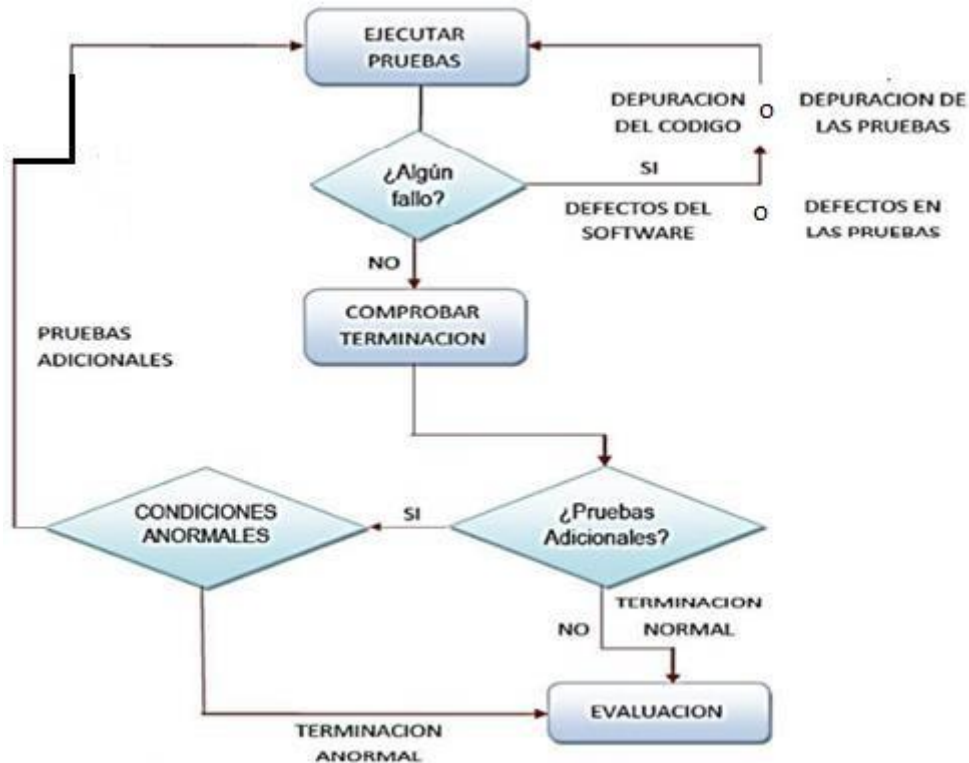 EJECUTAR
PRUEBAS
DEPURACION
DEL CODIGO
O
DEPURACION DE
LAS PRUEBAS
¿Algún
fallo?
SI
DEFECTOS DEL
SOFTWARE
O
DEFECTOS EN
LAS PRUEBAS
NO
COMPROBAR
TERMINACION
PRUEBAS
ADICIONALES
CONDICIONES
ANORMALES
SI
¿Pruebas
Adicionales?
TERMINACION
NORMAL
NO
EVALUACION
TERMINACION
ANORMAL